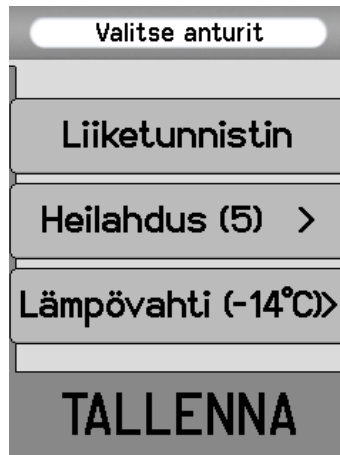 Valitse anturit
Liiketunnistin
Heilahdus (5) >
Lämpövahti (-14°C)>
TALLENNA